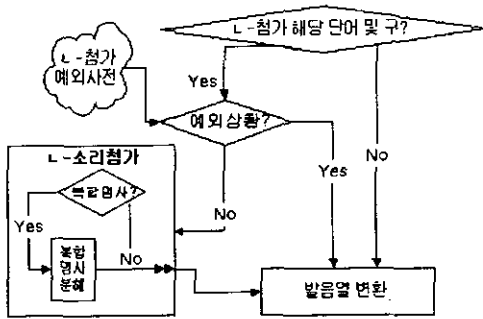 ㄴ-첨가 해당 단어 및 구?
ㄴ-첨가
예외사전
Yes
예외상황?
No
Yes
ㄴ-소리첨가
복합명사?
No
Yes
No
복합
명사
분해
발음열 변환